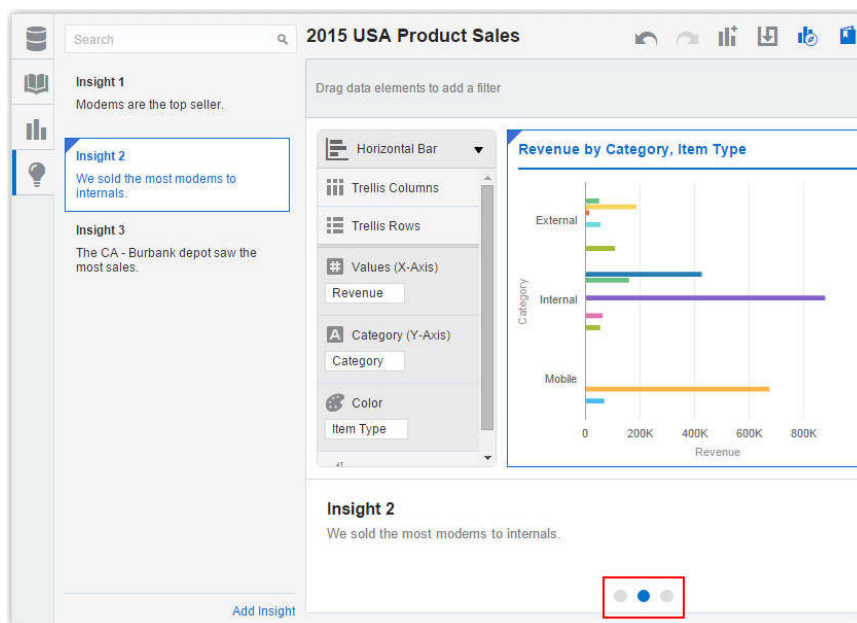 Search
2015 USA Product Sales
Insight 1
Modems are the top seller.
Insight 2
We sold the most modems to
internals.
Insight 3
The CA - Burbank depot saw the
most sales.
Add Insight
Drag data elements to add a filter
Horizontal Bar
Trellis Columns
Trellis Rows
# Values (X-Axis)
Revenue
A Category (Y-Axis)
Category
Color
Item Type
Revenue by Category, Item Type
Category
External
Internal
Mobile
0 200K 400K 600K 800K
Revenue
Insight 2
We sold the most modems to internals.